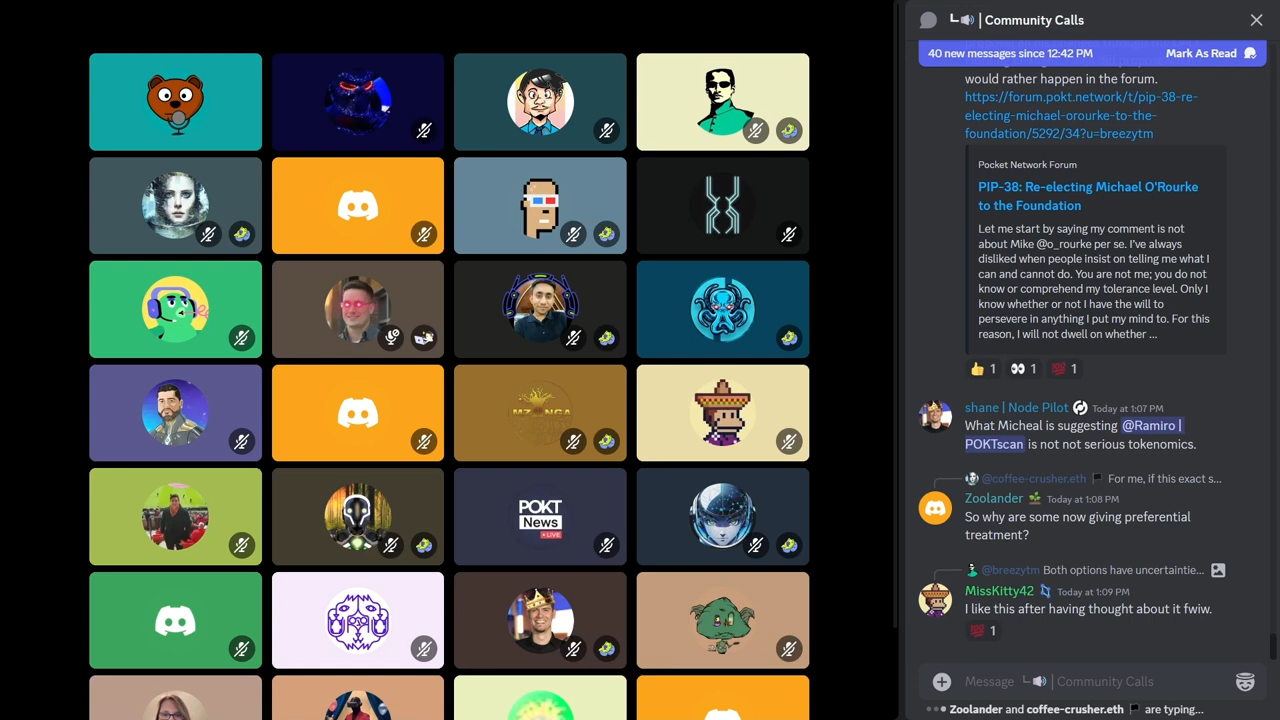 Community Calls
40 new messages since 12:42 PM
Mark As Read
would rather happen in the forum.
https://forum.pokt.network/t/pip-38-re-
electing-michael-orourke-to-the-
foundation/5292/34?u=breezytm
Pocket Network Forum
PIP-38: Re-electing Michael O'Rourke
to the Foundation
Let me start by saying my comment is not
about Mike @o_rourke per se. I've always
disliked when people insist on telling me what I
can and cannot do. You are not me; you do not
know or comprehend my tolerance level. Only I
know whether or not I have the will to
persevere in anything I put my mind to. For this
reason, I will not dwell on whether ...
👍 1 👀 1 💯 1
shane | Node Pilot Today at 1:07 PM
What Micheal is suggesting @Ramiro |
POKTscan is not not serious tokenomics.
@coffee-crusher.eth 🏴 For me, if this exact s...
Zoolander 🌱 Today at 1:08 PM
So why are some now giving preferential
treatment?
@breezytm Both options have uncertaintie...
MissKitty42 Today at 1:09 PM
I like this after having thought about it fwiw.
💯 1
Message Community Calls
Zoolander and coffee-crusher.eth 🏴 are typing...
MZONGA
POKT
News
LIVE